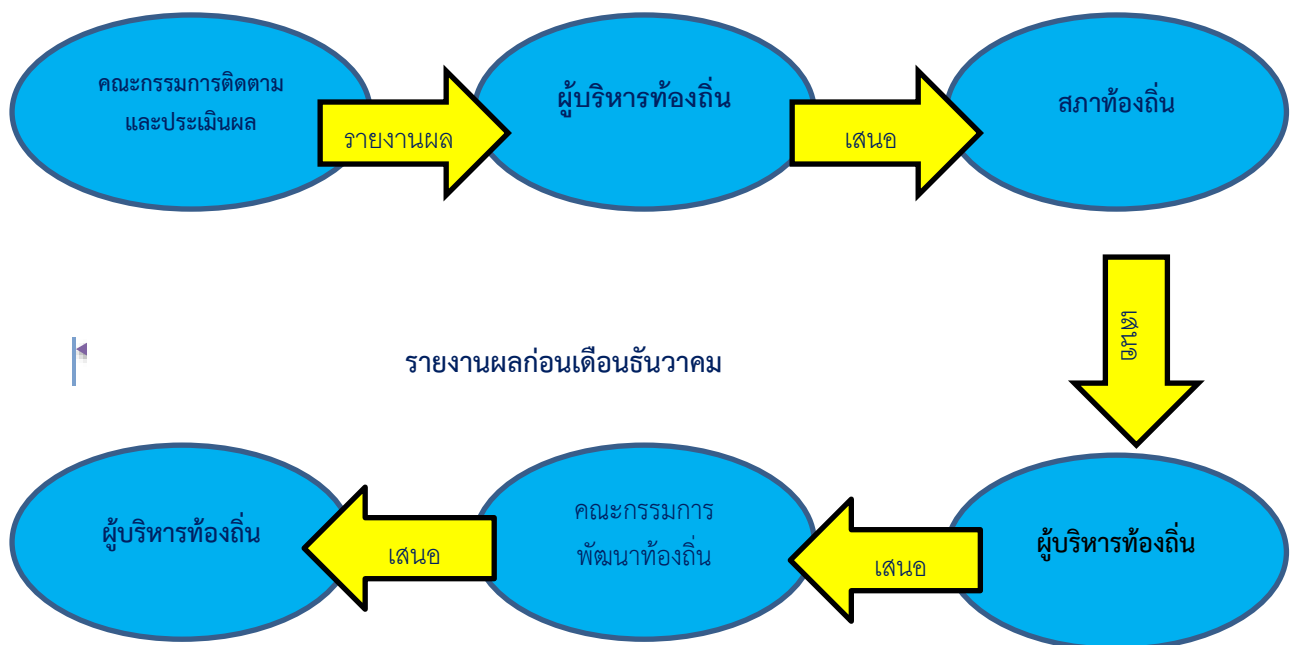 คณะกรรมการติดตาม
และประเมินผล
รายงานผล
ผู้บริหารท้องถิ่น
เสนอ
สภาท้องถิ่น
เสนอ
รายงานผลก่อนเดือนธันวาคม
ผู้บริหารท้องถิ่น
เสนอ
คณะกรรมการ
พัฒนาท้องถิ่น
เสนอ
ผู้บริหารท้องถิ่น